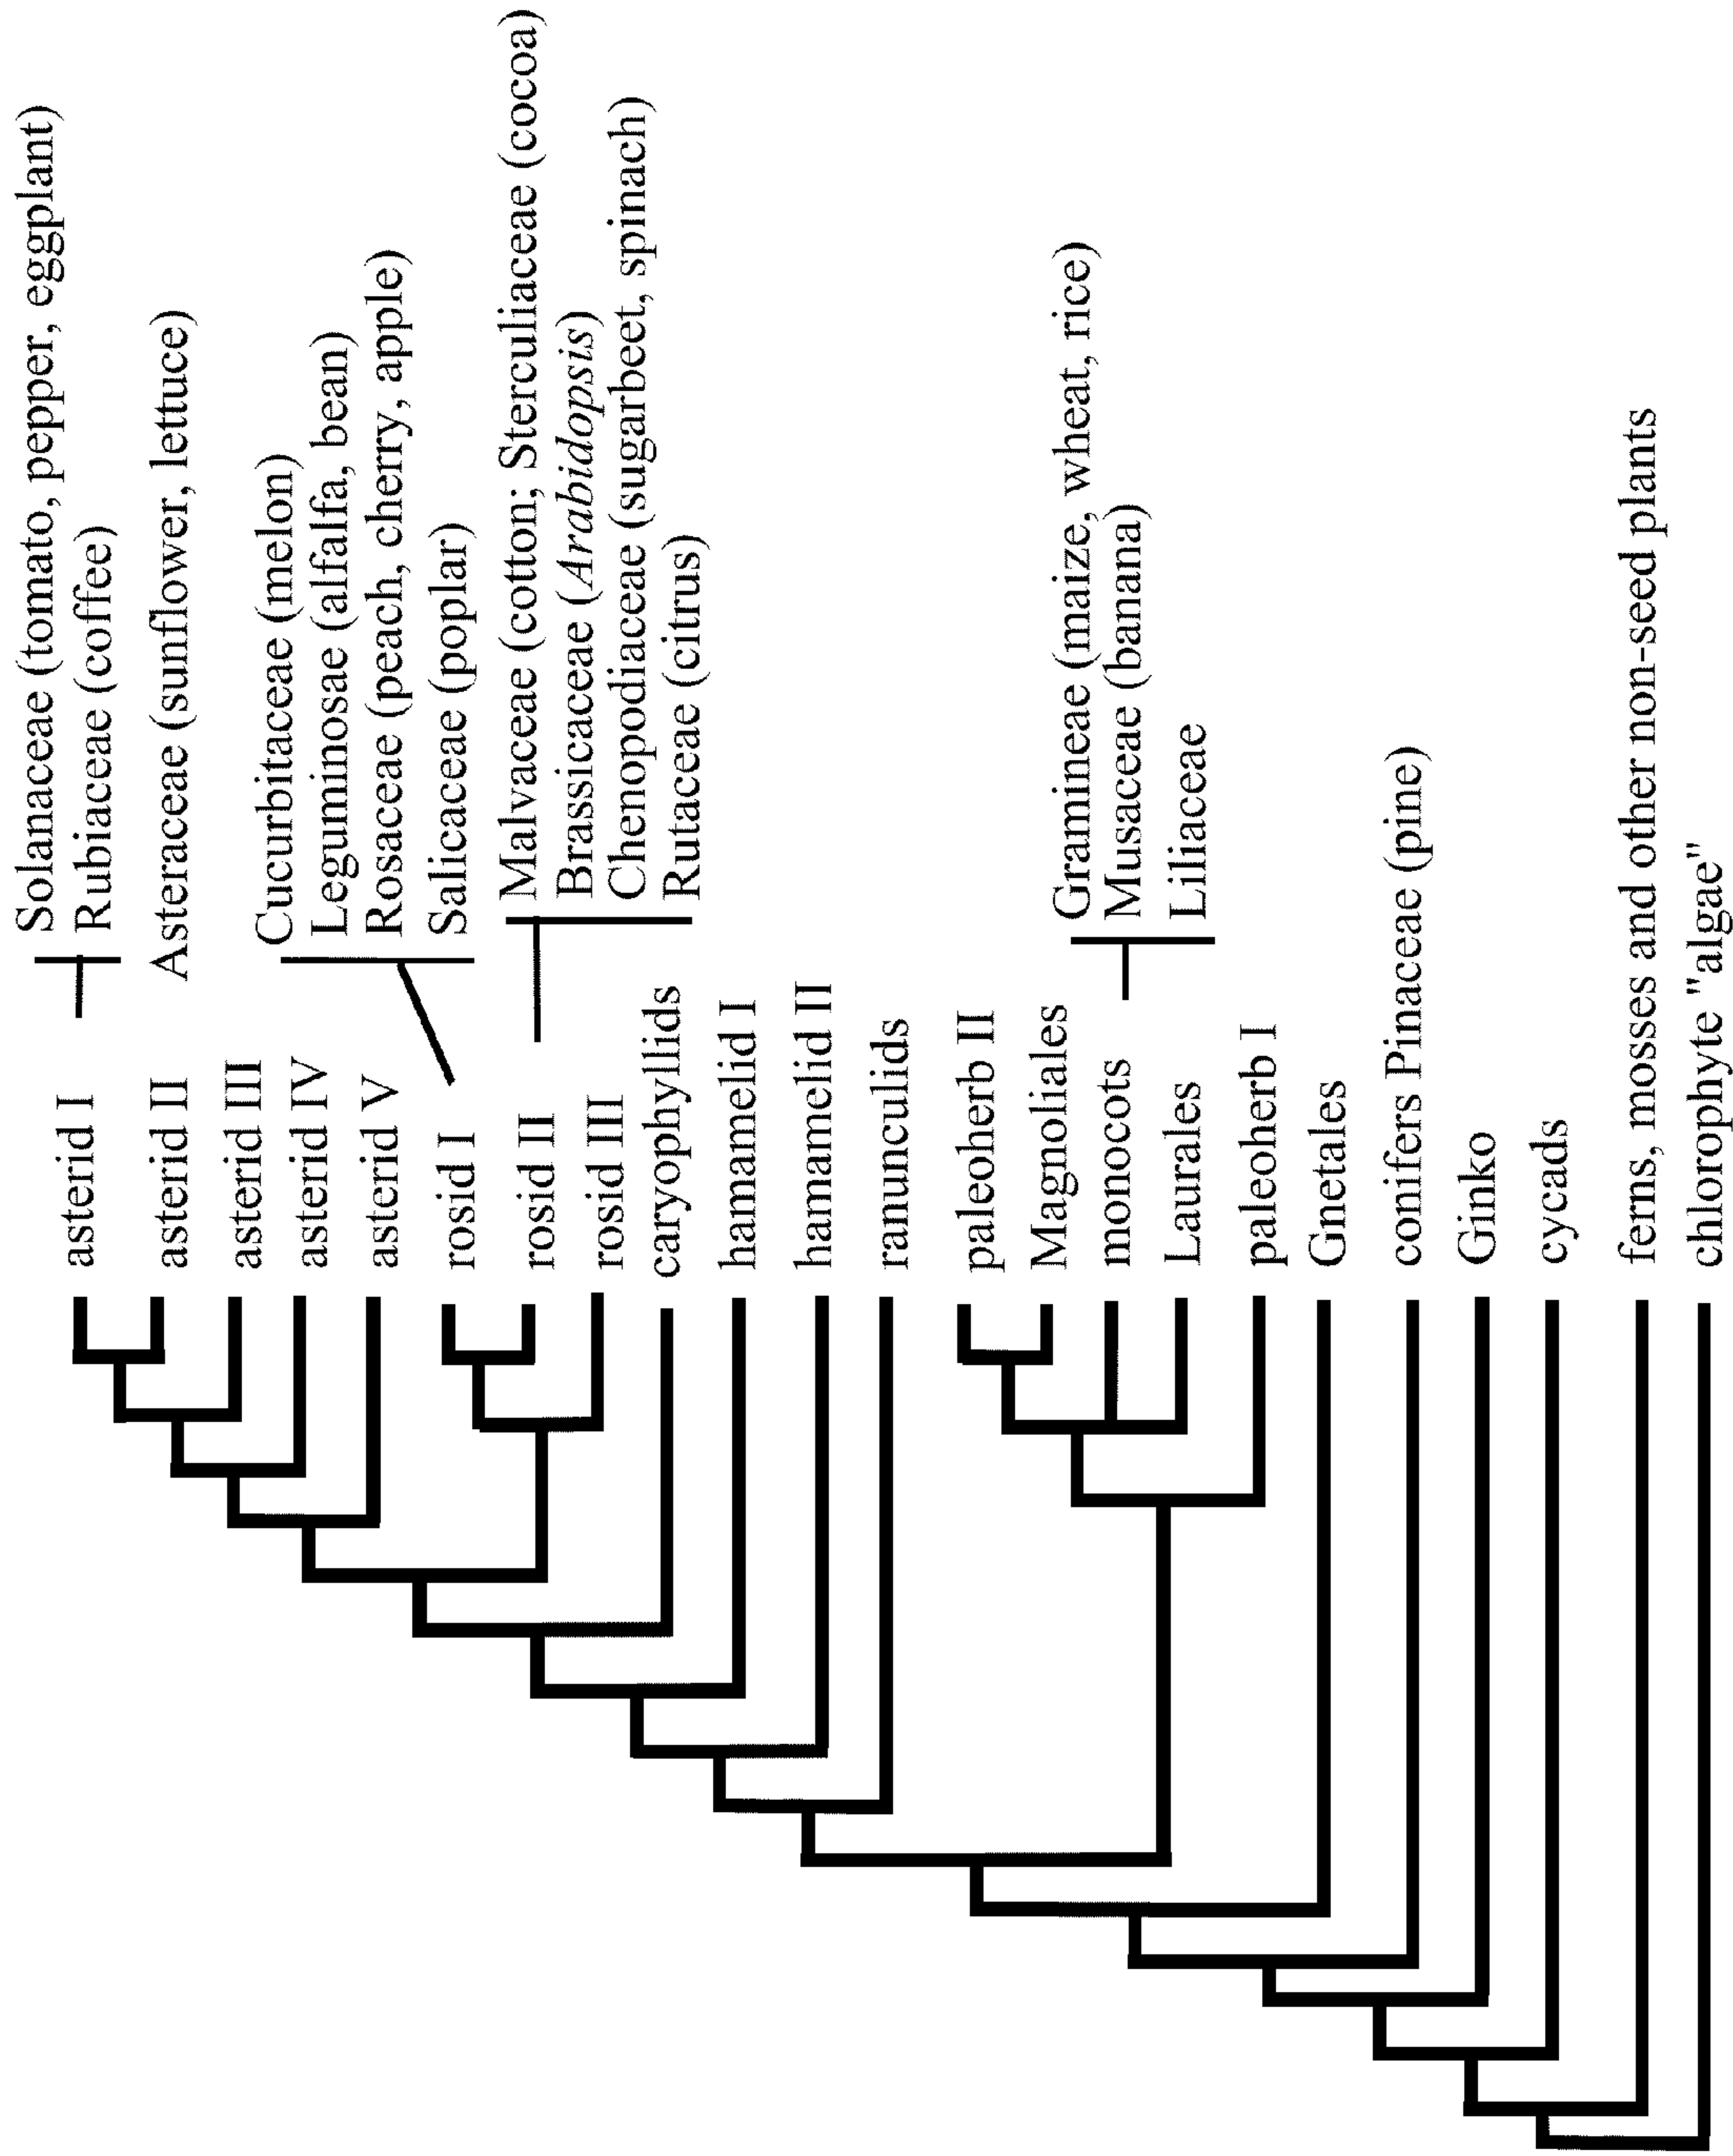 asterid I
Solanaceae (tomato, pepper, eggplant)
Rubiaceae (coffee)
asterid II
Asteraceae (sunflower, lettuce)
asterid III
asterid IV
asterid V
rosid I
Cucurbitaceae (melon)
Leguminosae (alfalfa, bean)
Rosaceae (peach, cherry, apple)
Salicaceae (poplar)
rosid II
Malvaceae (cotton; Sterculiaceae (cocoa)
Brassicaceae (Arabidopsis)
Chenopodiaceae (sugarbeet, spinach)
Rutaceae (citrus)
rosid III
caryophyllids
hamamelid I
hamamelid II
ranunculids
paleoherb II
Magnoliales
monocots
Gramineae (maize, wheat, rice)
Musaceae (banana)
Liliaceae
Laurales
paleoherb I
Gnetales
conifers Pinaceae (pine)
Ginko
cycads
ferns, mosses and other non-seed plants
chlorophyte "algae"